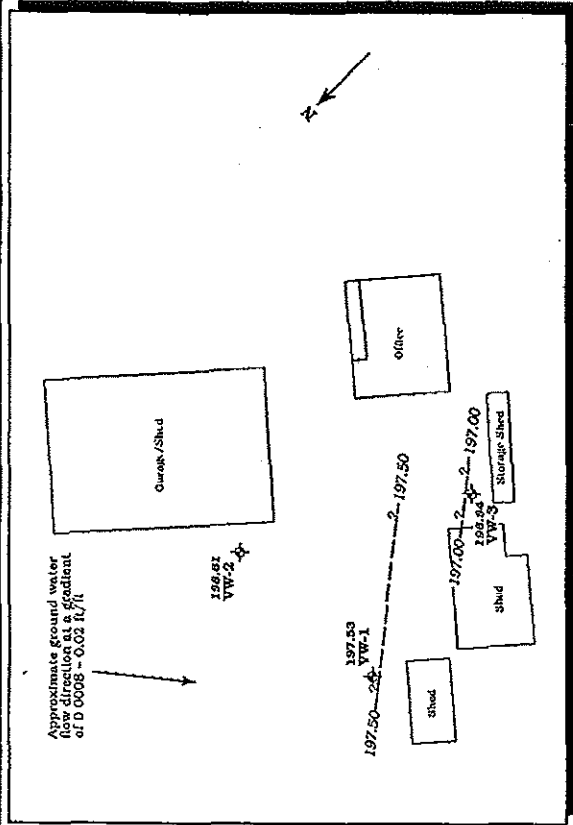 N
Approximate ground water
flow direction at a gradient
of D 0008 - 0.02 ft/ft
Garage/Shed
198.61
VW-2
Office
197.53
VW-1
197.50
?
?
197.50
Shed
197.00
?
?
197.00
196.94
VW-3
Storage Shed
Shed